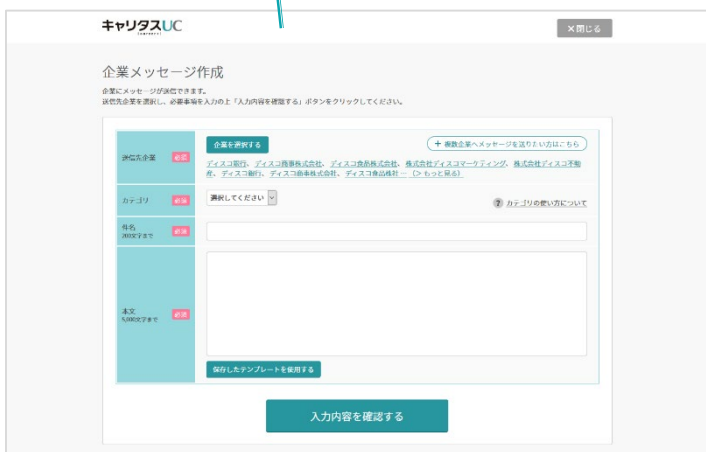 キャリタスUC
×閉じる
企業メッセージ作成
企業にメッセージが送信できます。
送信先企業を選択し、必要事項を入力の上「入力内容を確認する」ボタンをクリックしてください。
送信先企業 必須
企業を選択する
+ 複数企業へメッセージを送りたい方はこちら
ディスコ銀行、ディスコ商事株式会社、ディスコ食品株式会社、株式会社ディスコマーケティング、株式会社ディスコ不動
産、ディスコ銀行、ディスコ商事株式会社、ディスコ食品株社…（> もっと見る）
カテゴリ 必須
選択してください
? カテゴリの使い方について
件名 必須
200文字まで
本文 必須
5,000文字まで
保存したテンプレートを使用する
入力内容を確認する